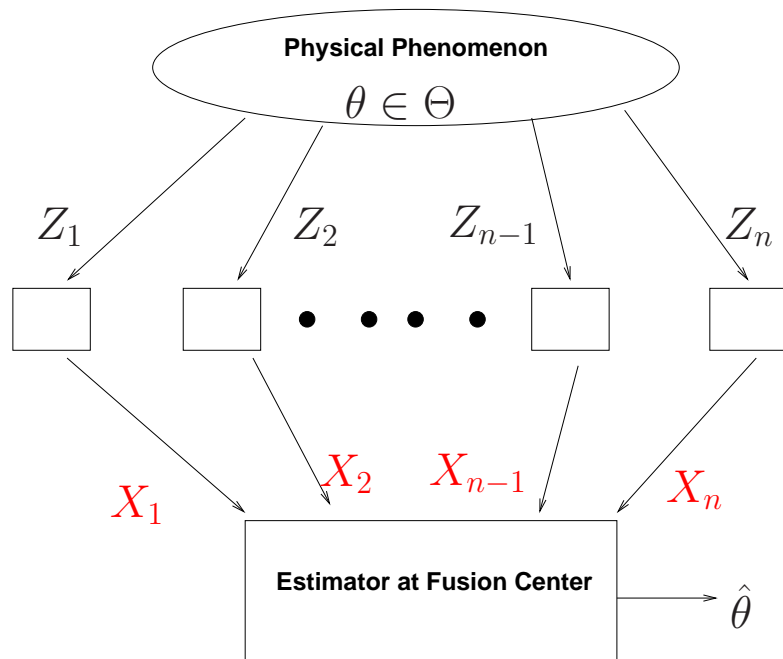 Physical Phenomenon
θ ∈ Θ
Z₁ Z₂ Zₙ₋₁ Zₙ
X₁ X₂ Xₙ₋₁ Xₙ
Estimator at Fusion Center
θ̂